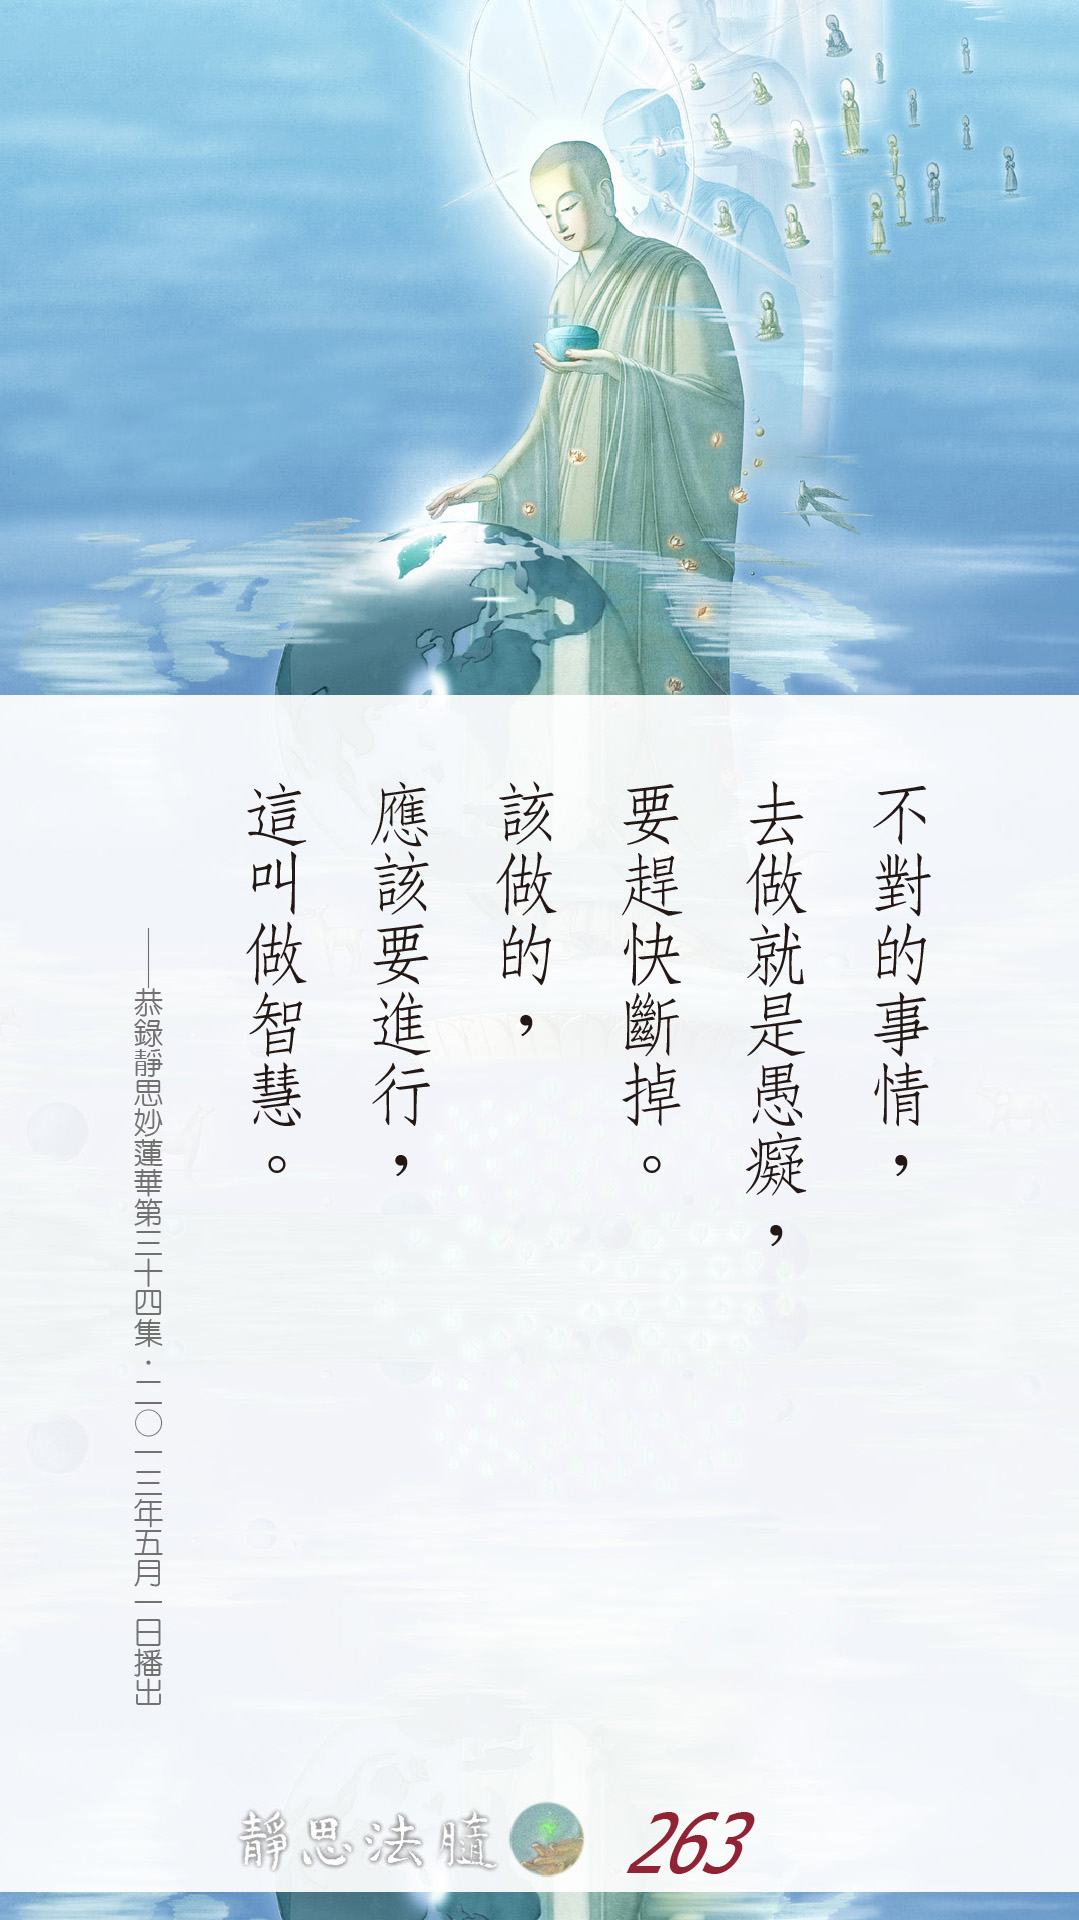 不對的事情，
去做就是愚癡，
要趕快斷掉。
該做的，
應該要進行，
這叫做智慧。
——恭錄靜思妙蓮華第三十四集．二〇一三年五月一日播出
靜思法髓
263